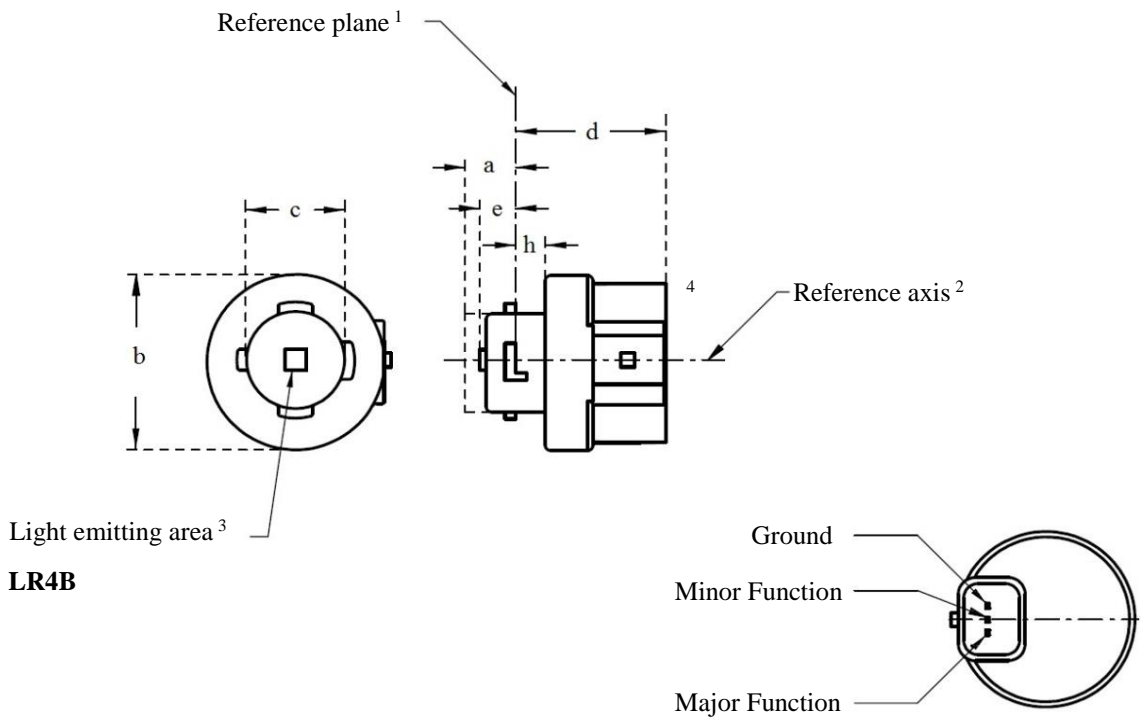 Reference plane 1
d
a
c
e
h
4
Reference axis 2
b
Light emitting area 3
LR4B
Ground
Minor Function
Major Function